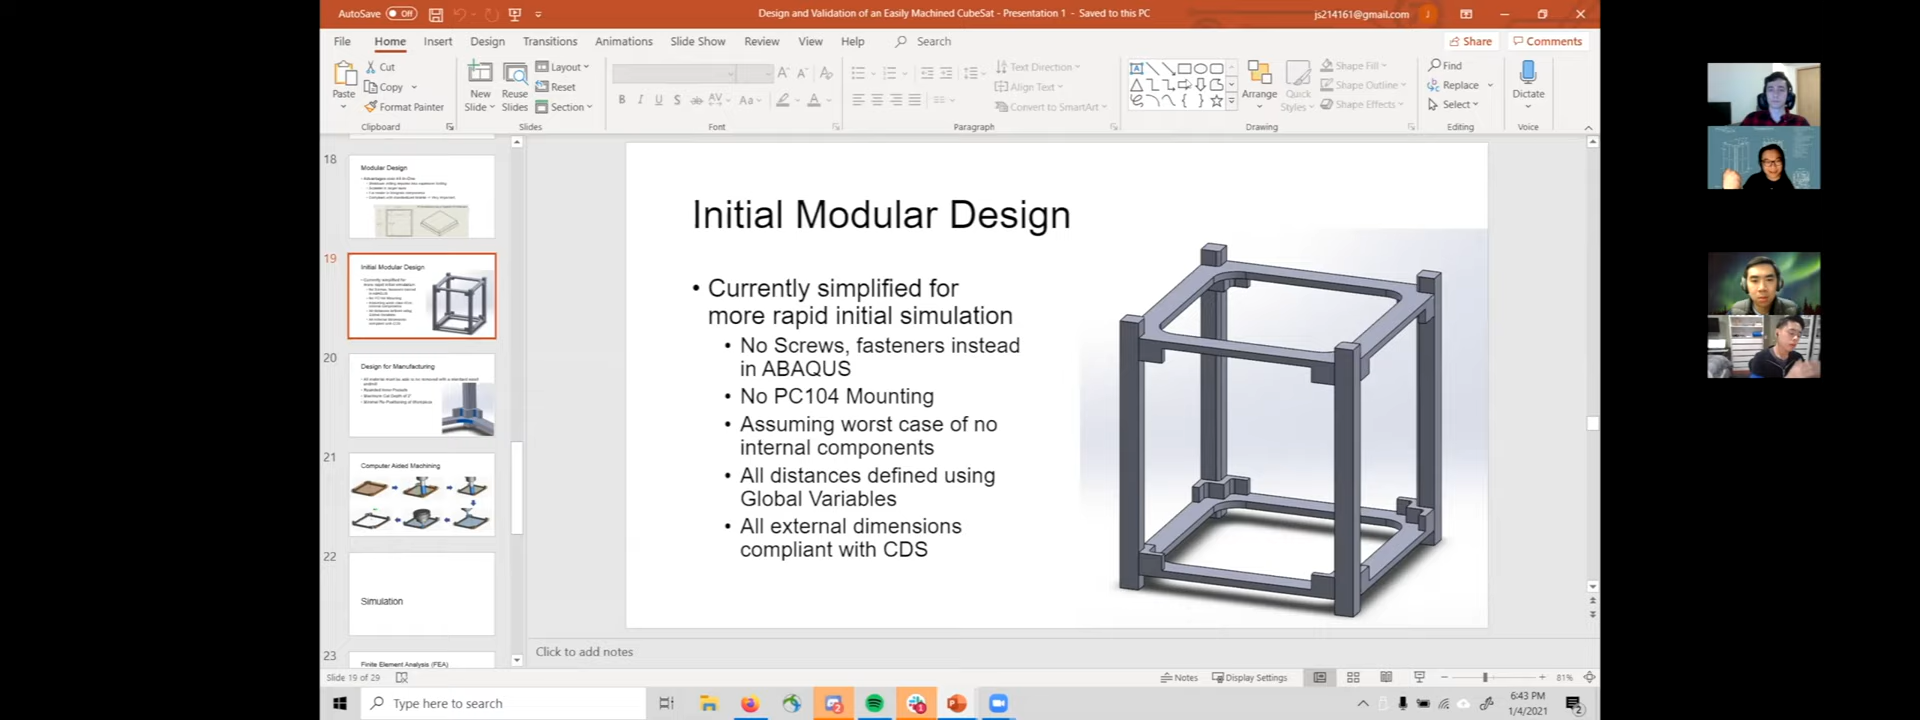 AutoSave Off
Design and Validation of an Easily Machined CubeSat - Presentation 1 - Saved to this PC
js214161@gmail.com J
File Home Insert Design Transitions Animations Slide Show Review View Help Search
Share Comments
Paste
Cut
Copy
Format Painter
Clipboard
New
Slide
Reuse
Slides
Layout
Reset
Section
Slides
B I U S ab AV Aa A
Font
Text Direction
Align Text
Convert to SmartArt
Paragraph
Arrange
Quick
Styles
Shape Fill
Shape Outline
Shape Effects
Drawing
Find
Replace
Select
Editing
Dictate
Voice
18
Modular Design
19
Initial Modular Design
20
Design for Manufacturing
21
Computer Aided Machining
22
Simulation
23
Finite Element Analysis (FEA)
Initial Modular Design
• Currently simplified for
more rapid initial simulation
• No Screws, fasteners instead
in ABAQUS
• No PC104 Mounting
• Assuming worst case of no
internal components
• All distances defined using
Global Variables
• All external dimensions
compliant with CDS
Click to add notes
Slide 19 of 29
Notes Display Settings 81%
Type here to search
6:43 PM
1/4/2021